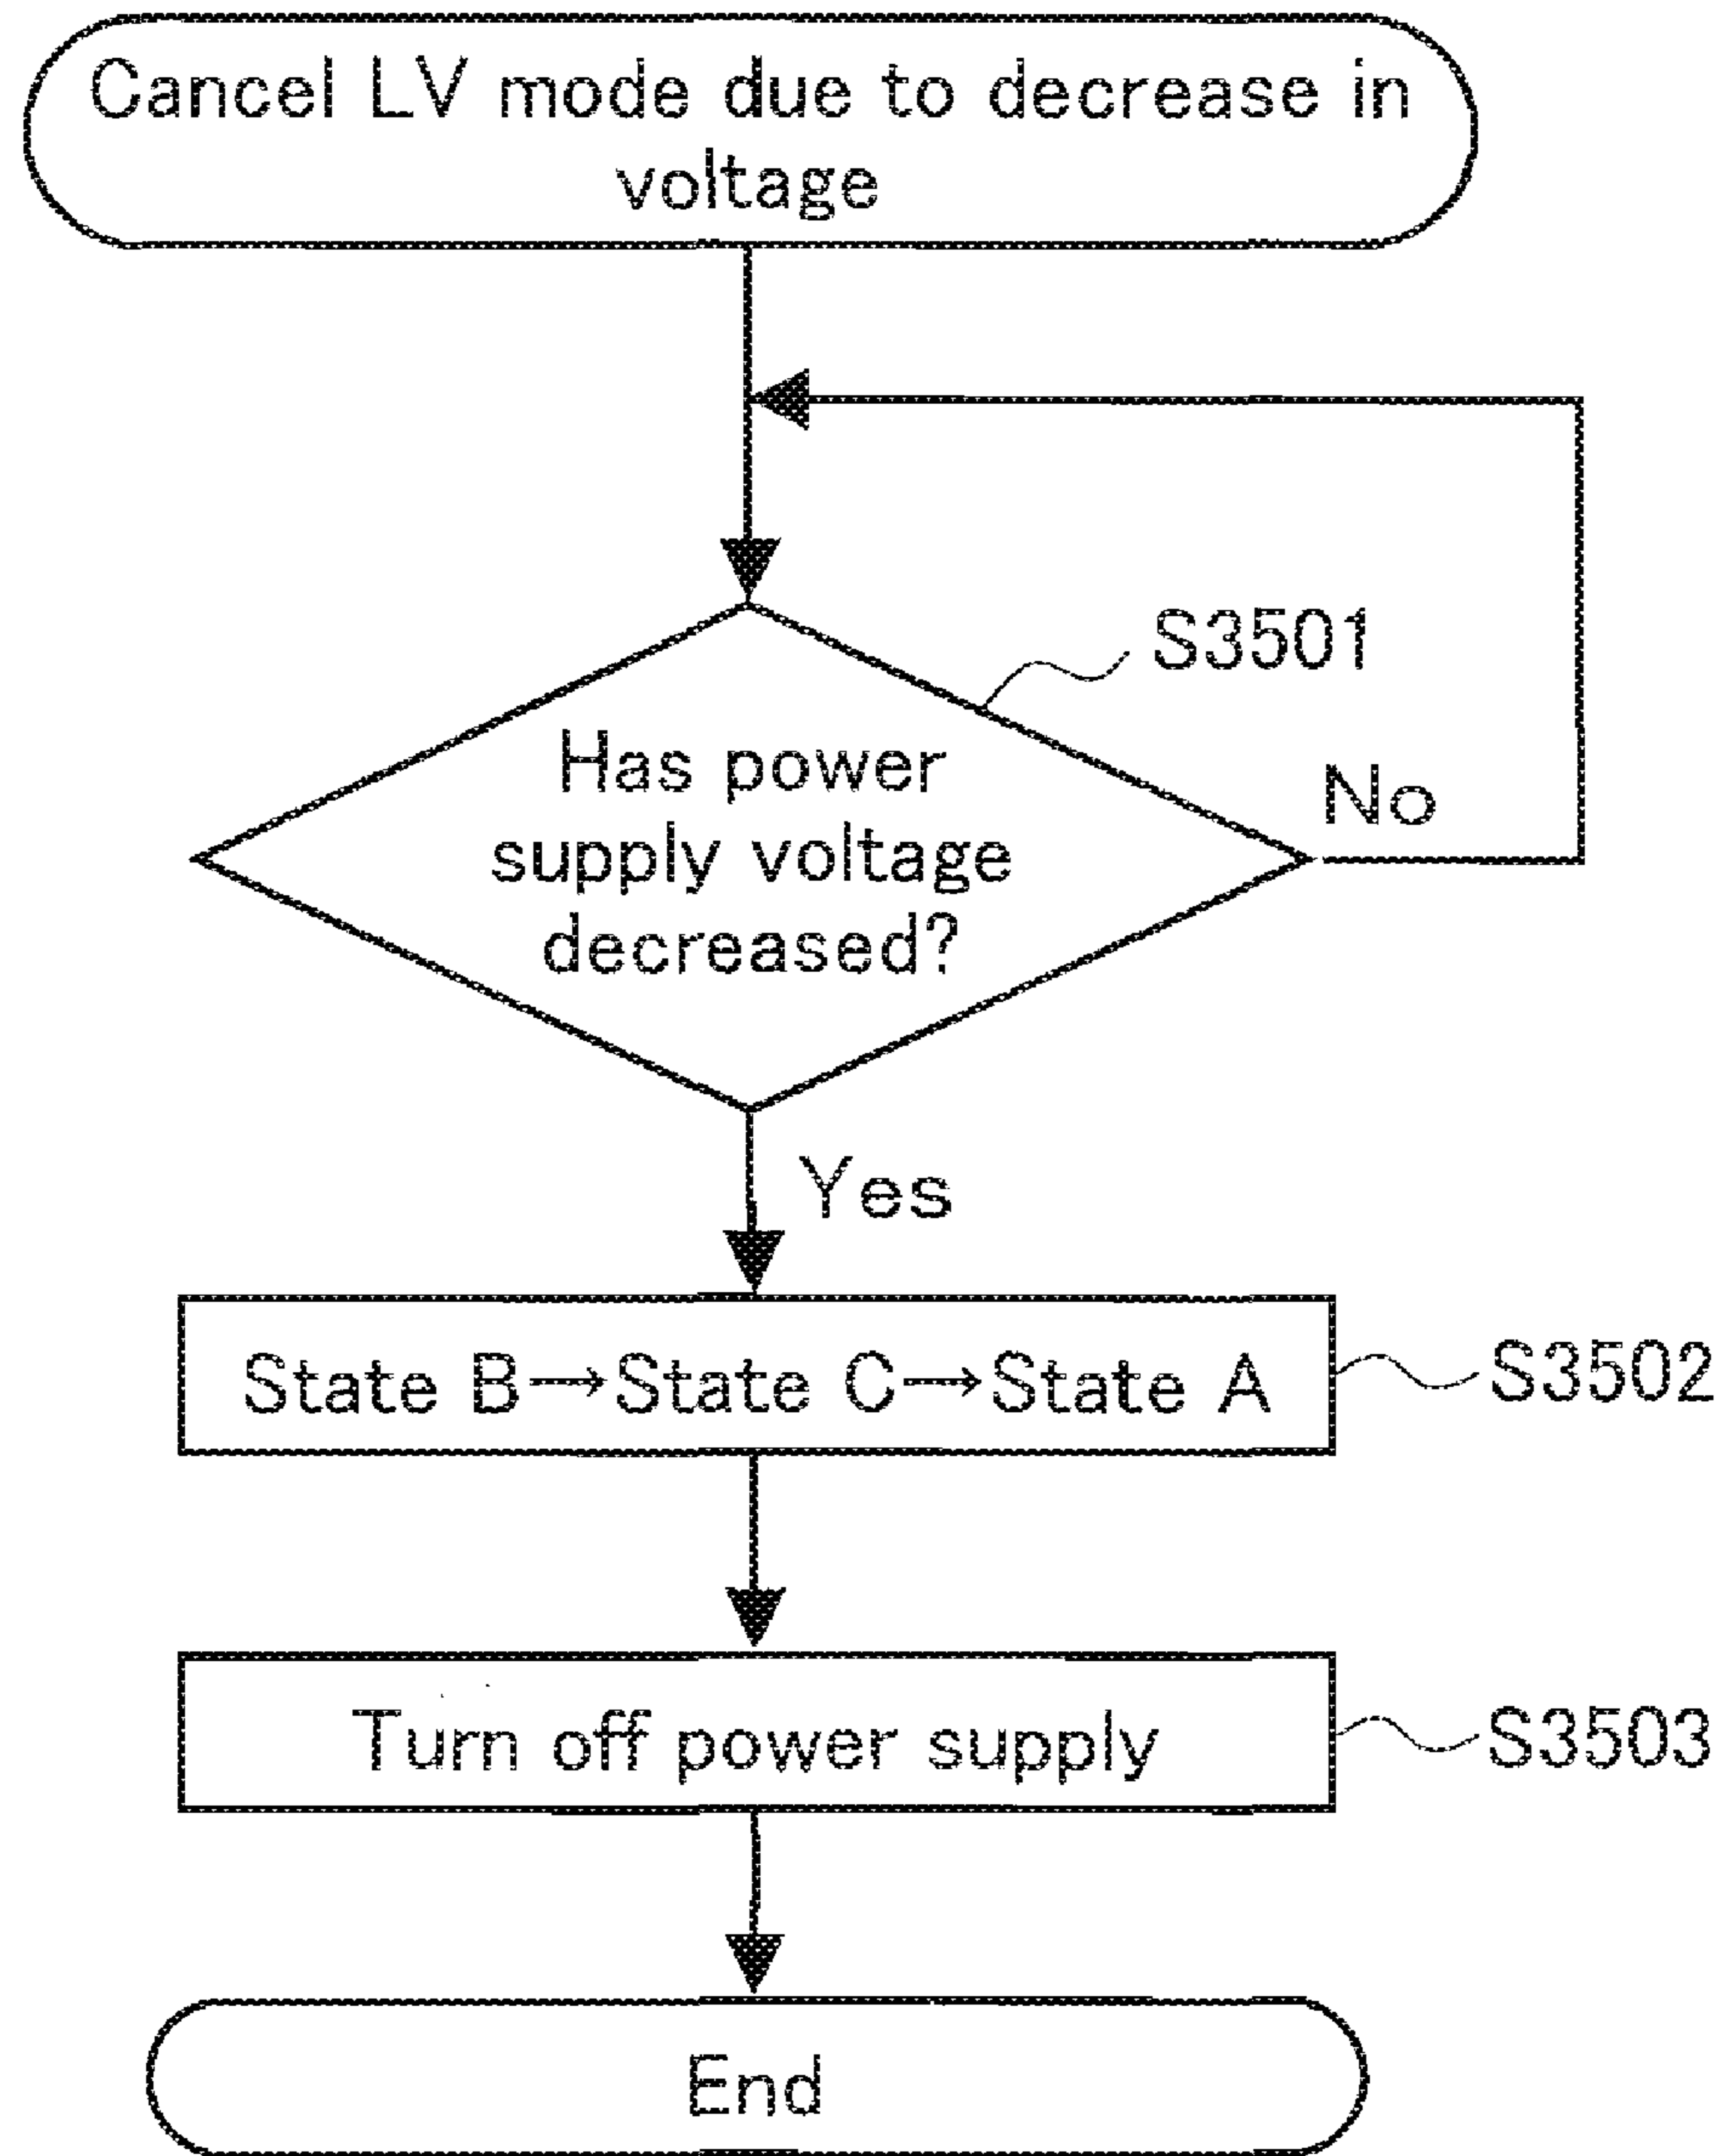 Cancel LV mode due to decrease in
voltage
S3501
Has power
supply voltage
decreased?
No
Yes
State B→State C→State A
S3502
Turn off power supply
S3503
End